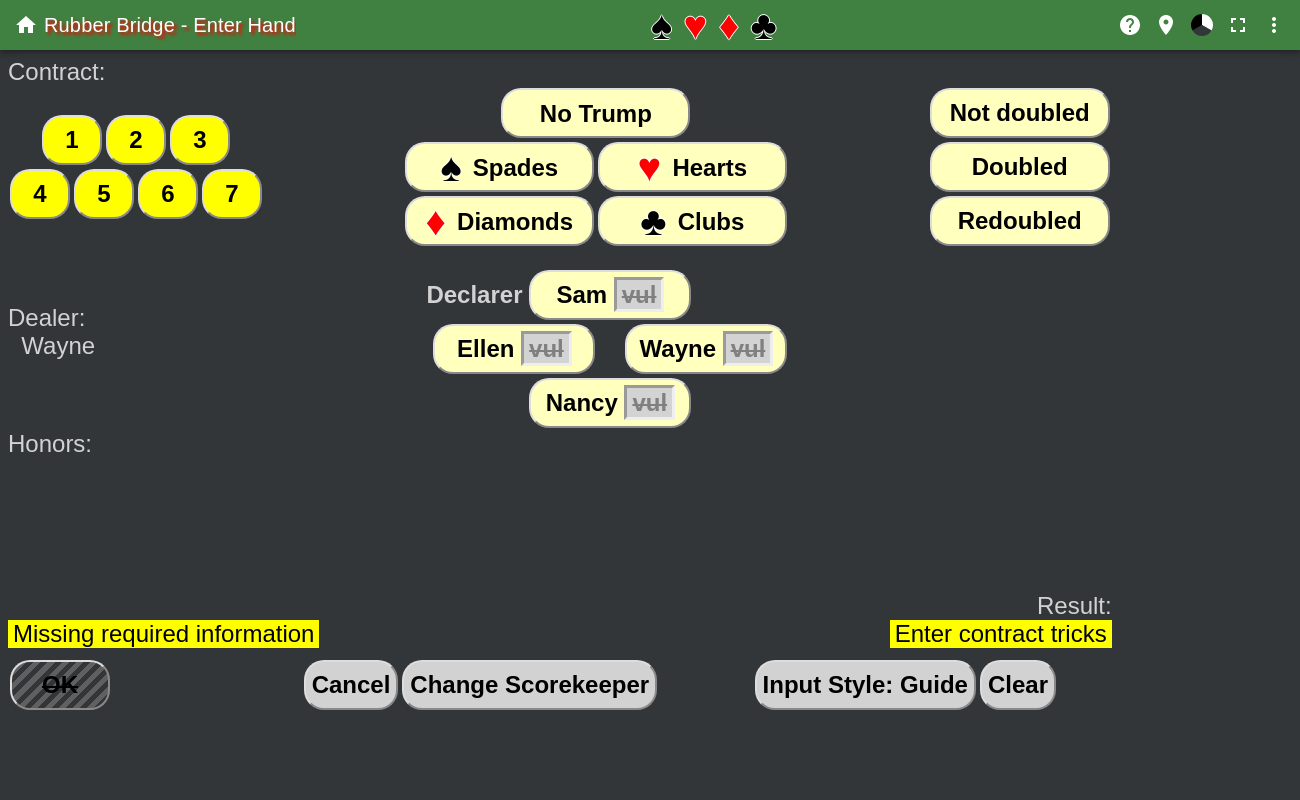 Rubber Bridge - Enter Hand ♠ ♥ ♦ ♣
Contract:
No Trump
Not doubled
1 2 3
♠ Spades ♥ Hearts
Doubled
4 5 6 7
♦ Diamonds ♣ Clubs
Redoubled
Declarer Sam vul
Dealer:
Wayne
Ellen vul Wayne vul
Nancy vul
Honors:
Result:
Missing required information
Enter contract tricks
OK Cancel Change Scorekeeper Input Style: Guide Clear